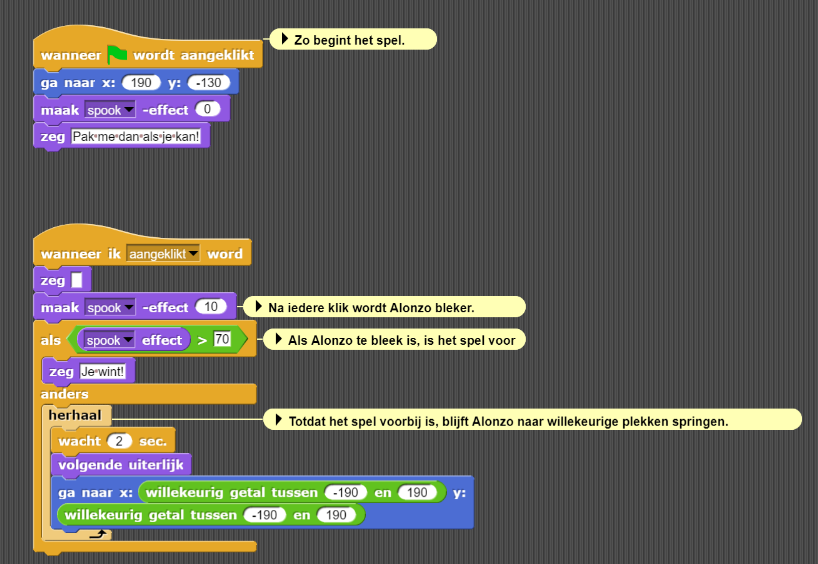 wanneer wordt aangeklikt
Zo begint het spel.
ga naar x: 190 y: -130
maak spook -effect 0
zeg Pak me dan als je kan!
wanneer ik aangeklikt word
zeg
maak spook -effect 10
Na iedere klik wordt Alonzo bleker.
als spook effect > 70
Als Alonzo te bleek is, is het spel voor
zeg Je wint!
anders
herhaal
Totdat het spel voorbij is, blijft Alonzo naar willekeurige plekken springen.
wacht 2 sec.
volgende uiterlijk
ga naar x: willekeurig getal tussen -190 en 190 y:
willekeurig getal tussen -190 en 190